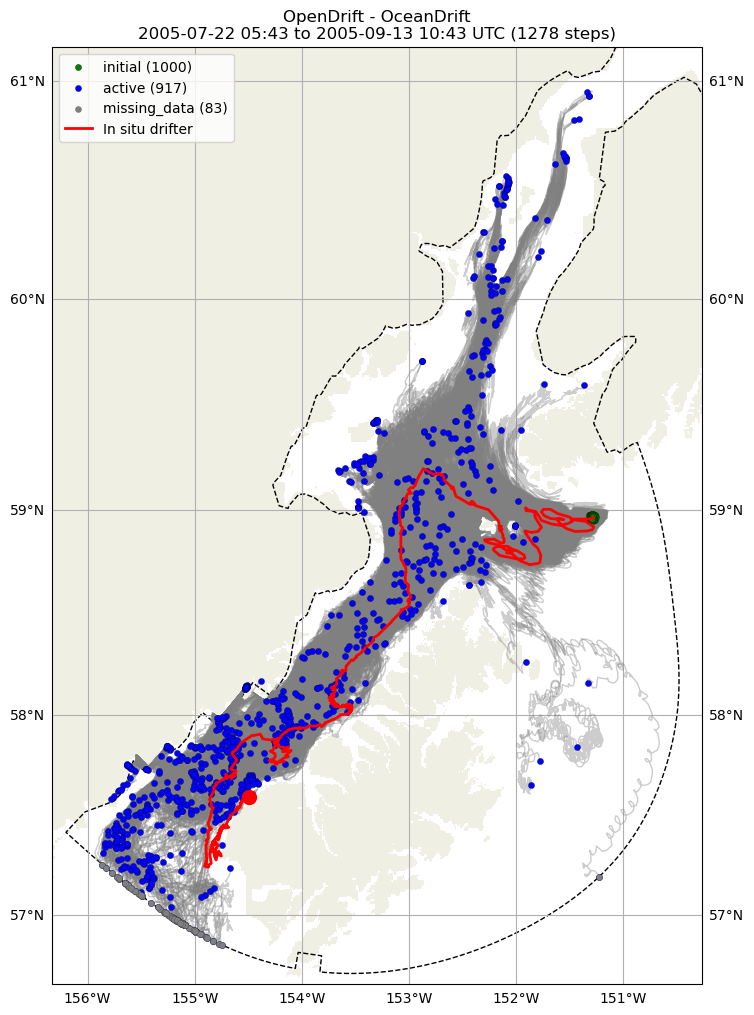 OpenDrift - OceanDrift
2005-07-22 05:43 to 2005-09-13 10:43 UTC (1278 steps)
initial (1000)
active (917)
missing_data (83)
In situ drifter
61°N
61°N
60°N
60°N
59°N
59°N
58°N
58°N
57°N
57°N
156°W
155°W
154°W
153°W
152°W
151°W